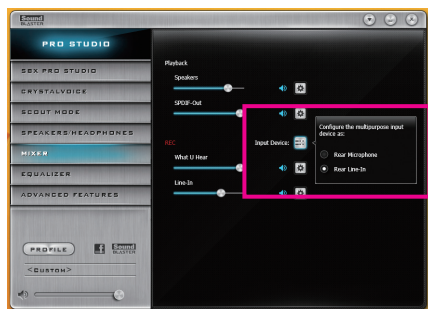 Sound
BLASTER
PRO STUDIO
SBX PRO STUDIO
CRYSTALVOICE
SCOUT MODE
SPEAKERS/HEADPHONES
MIXER
EQUALIZER
ADVANCED FEATURES
PROFILE
f
Sound
BLASTER
<CUSTOM>
Playback
Speakers
SPDIF-Out
REC
Input Device:
What U Hear
Line-In
Configure the multipurpose input
device as:
Rear Microphone
Rear Line-In